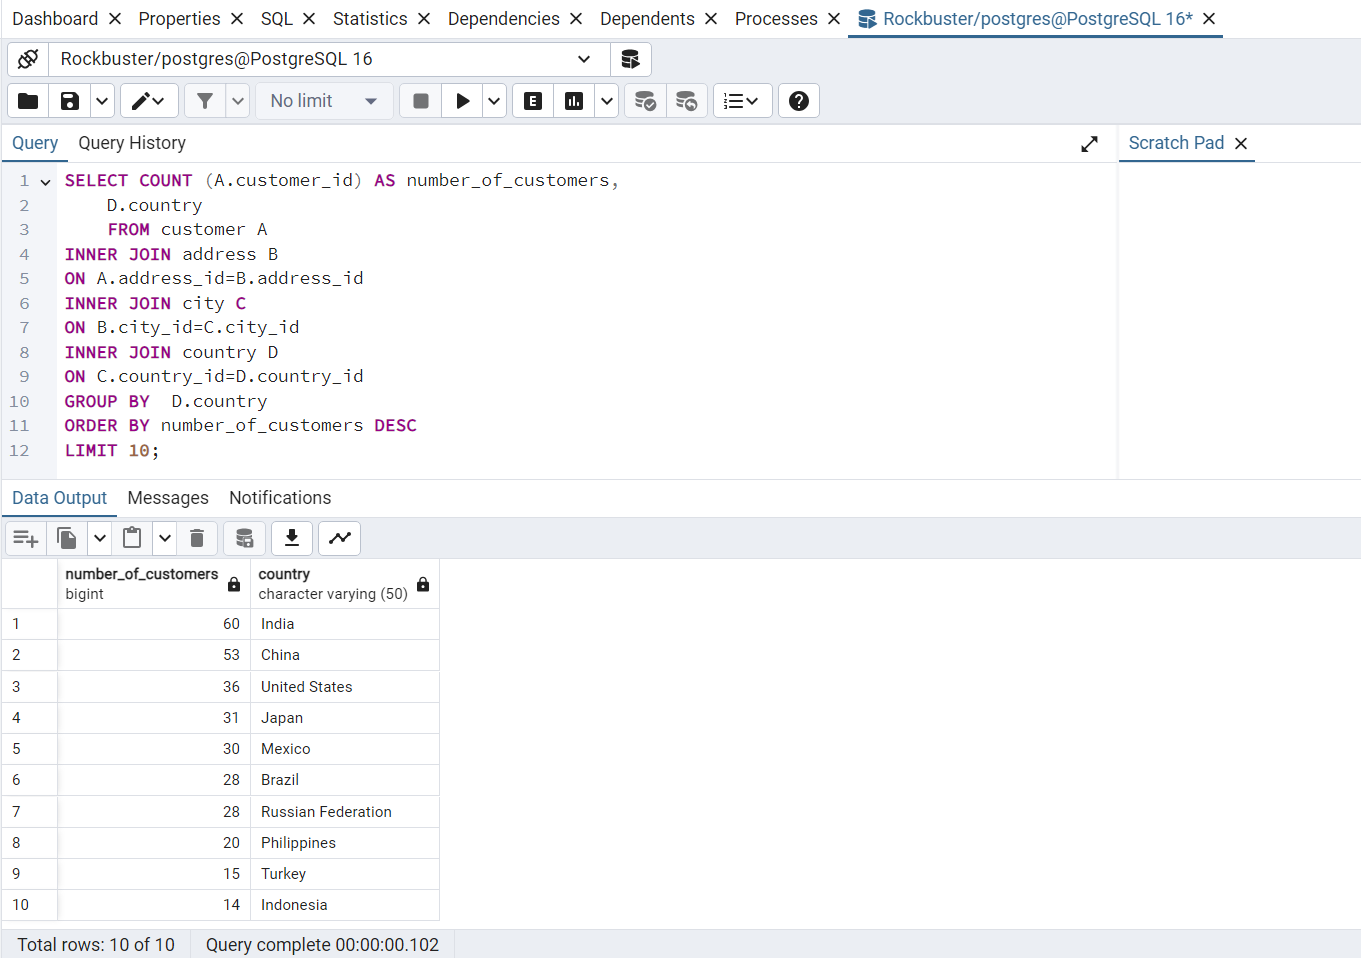 Dashboard Properties SQL Statistics Dependencies Dependents Processes Rockbuster/postgres@PostgreSQL 16*
Rockbuster/postgres@PostgreSQL 16
No limit E
Query Query History Scratch Pad
1 SELECT COUNT (A.customer_id) AS number_of_customers,
2 D.country
3 FROM customer A
4 INNER JOIN address B
5 ON A.address_id=B.address_id
6 INNER JOIN city C
7 ON B.city_id=C.city_id
8 INNER JOIN country D
9 ON C.country_id=D.country_id
10 GROUP BY  D.country
11 ORDER BY number_of_customers DESC
12 LIMIT 10;
Data Output Messages Notifications
number_of_customers country
bigint character varying (50)
1 60 India
2 53 China
3 36 United States
4 31 Japan
5 30 Mexico
6 28 Brazil
7 28 Russian Federation
8 20 Philippines
9 15 Turkey
10 14 Indonesia
Total rows: 10 of 10 Query complete 00:00:00.102